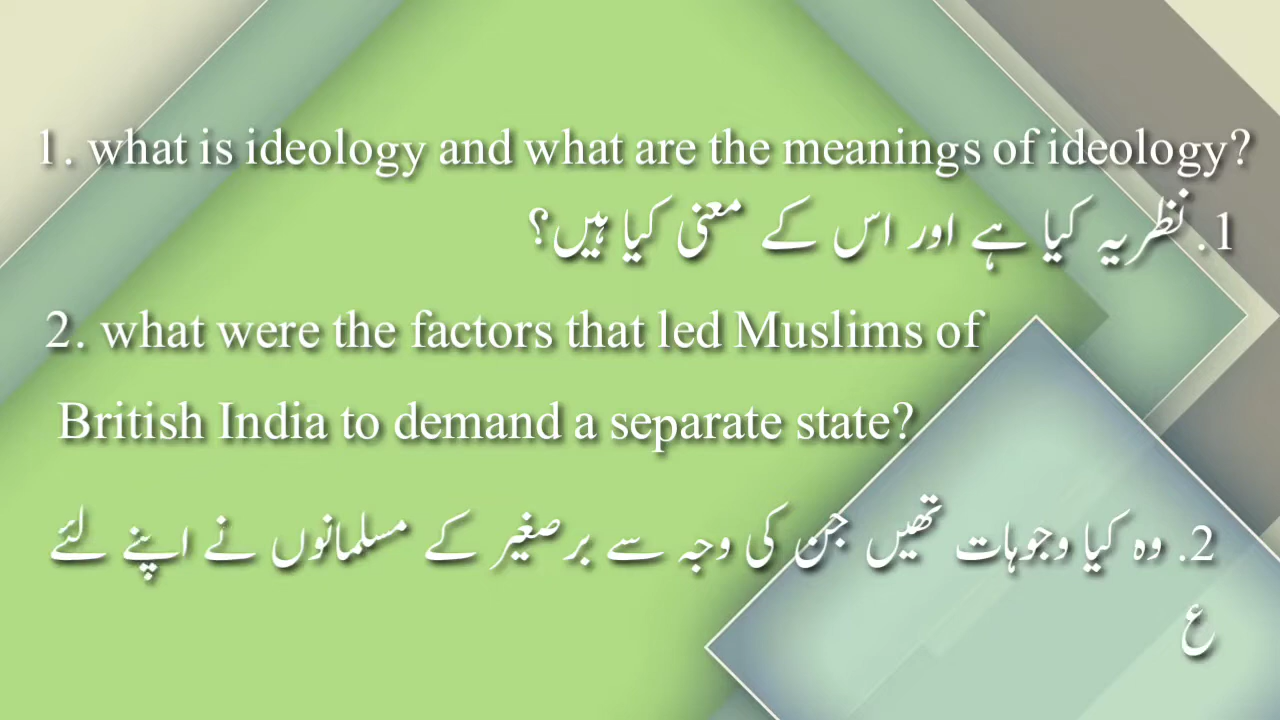 1. what is ideology and what are the meanings of ideology?
1. نظریہ کیا ہے اور اس کے معنی کیا ہیں؟
2. what were the factors that led Muslims of
British India to demand a separate state?
2. وہ کیا وجوہات تھیں جن کی وجہ سے برصغیر کے مسلمانوں نے اپنے لئے
ع